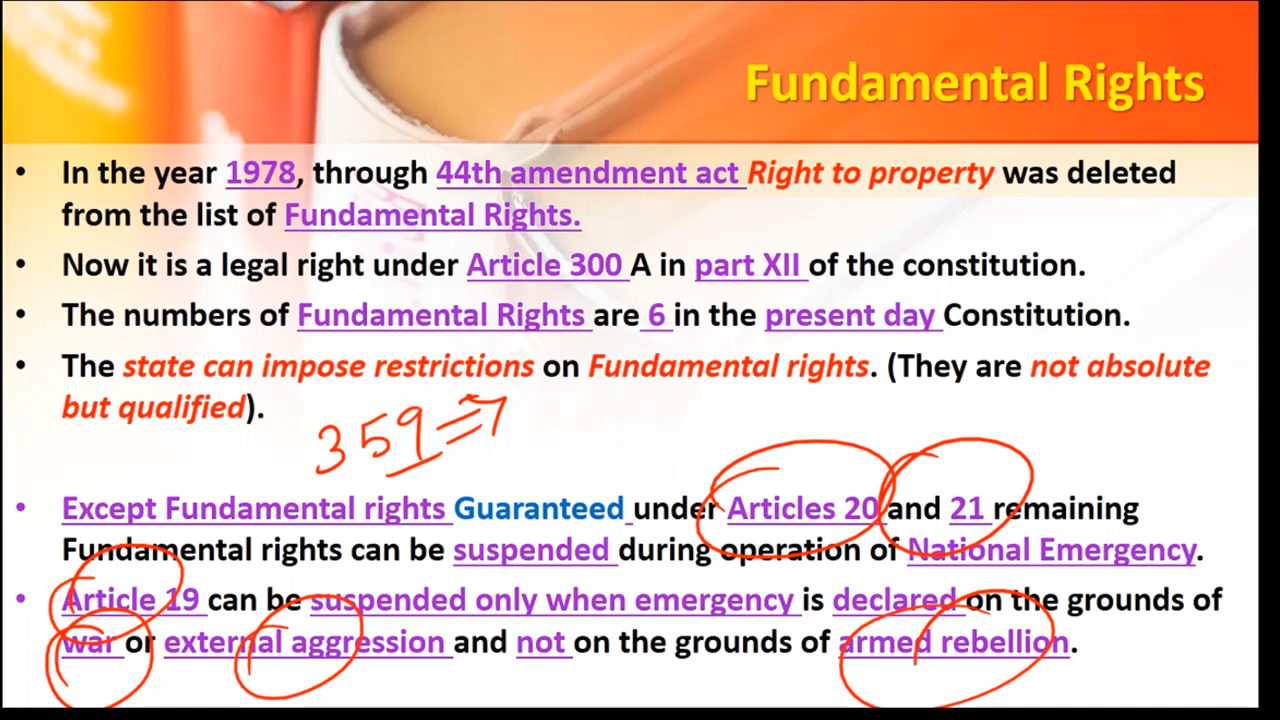 Fundamental Rights
• In the year 1978, through 44th amendment act Right to property was deleted
from the list of Fundamental Rights.
• Now it is a legal right under Article 300 A in part XII of the constitution.
• The numbers of Fundamental Rights are 6 in the present day Constitution.
• The state can impose restrictions on Fundamental rights. (They are not absolute
but qualified).
359⇒
• Except Fundamental rights Guaranteed under Articles 20 and 21 remaining
Fundamental rights can be suspended during operation of National Emergency.
• Article 19 can be suspended only when emergency is declared on the grounds of
war or external aggression and not on the grounds of armed rebellion.